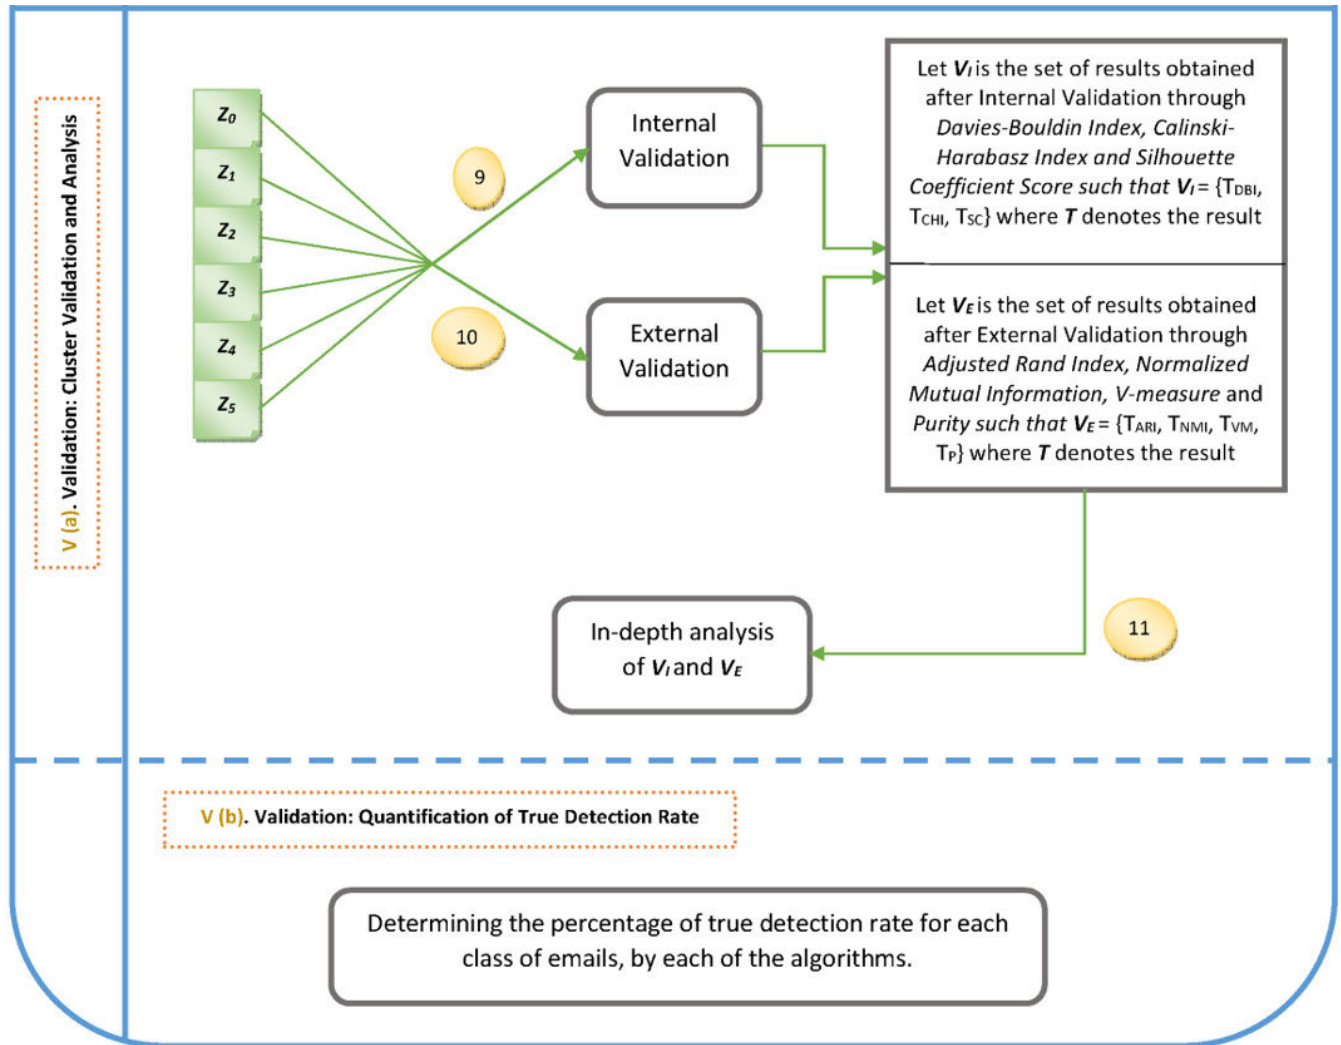 V (a). Validation: Cluster Validation and Analysis
Z0
Z1
Z2
Z3
Z4
Z5
9
10
Internal
Validation
External
Validation
Let VI is the set of results obtained
after Internal Validation through
Davies-Bouldin Index, Calinski-
Harabasz Index and Silhouette
Coefficient Score such that VI = {TDBI,
TCHI, TSC} where T denotes the result
Let VE is the set of results obtained
after External Validation through
Adjusted Rand Index, Normalized
Mutual Information, V-measure and
Purity such that VE = {TARI, TNMI, TVM,
TP} where T denotes the result
11
In-depth analysis
of VI and VE
V (b). Validation: Quantification of True Detection Rate
Determining the percentage of true detection rate for each
class of emails, by each of the algorithms.